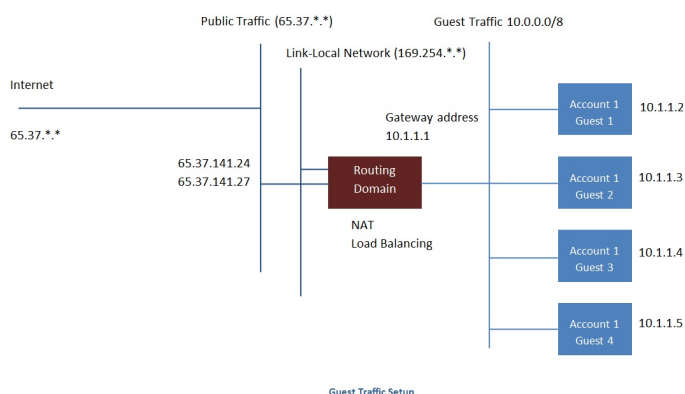 Public Traffic (65.37.*.*)
Guest Traffic 10.0.0.0/8
Link-Local Network (169.254.*.*)
Internet
65.37.*.*
Gateway address
10.1.1.1
65.37.141.24
65.37.141.27
Routing
Domain
NAT
Load Balancing
Account 1
Guest 1
10.1.1.2
Account 1
Guest 2
10.1.1.3
Account 1
Guest 3
10.1.1.4
Account 1
Guest 4
10.1.1.5
Guest Traffic Setup